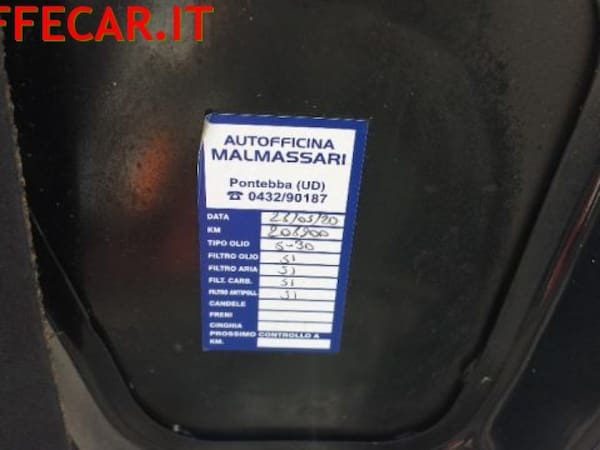 FFECAR.IT
AUTOFFICINA
MALMASSARI
Pontebba (UD)
☎ 0432/90187
DATA
KM
TIPO OLIO 5-30
FILTRO OLIO SI
FILTRO ARIA SI
FILT. CARB. SI
FILTRO ANTIPOLL. SI
CANDELE
FRENI
CINGHIA
PROSSIMO CONTROLLO A
KM.